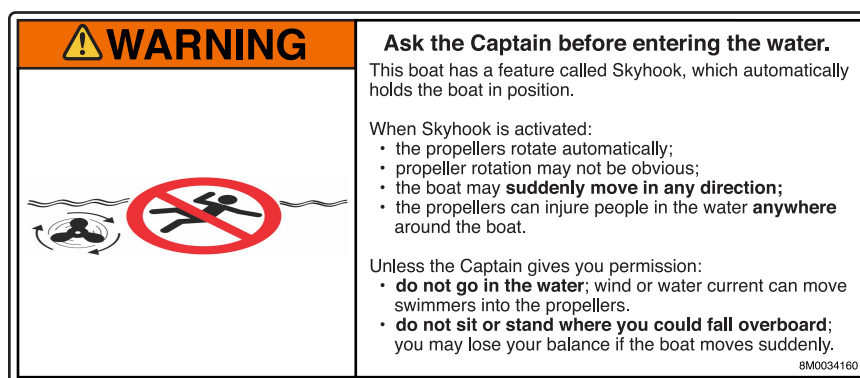 WARNING
Ask the Captain before entering the water.
This boat has a feature called Skyhook, which automatically
holds the boat in position.
When Skyhook is activated:
• the propellers rotate automatically;
• propeller rotation may not be obvious;
• the boat may suddenly move in any direction;
• the propellers can injure people in the water anywhere
around the boat.
Unless the Captain gives you permission:
• do not go in the water; wind or water current can move
swimmers into the propellers.
• do not sit or stand where you could fall overboard;
you may lose your balance if the boat moves suddenly.
8M0034160